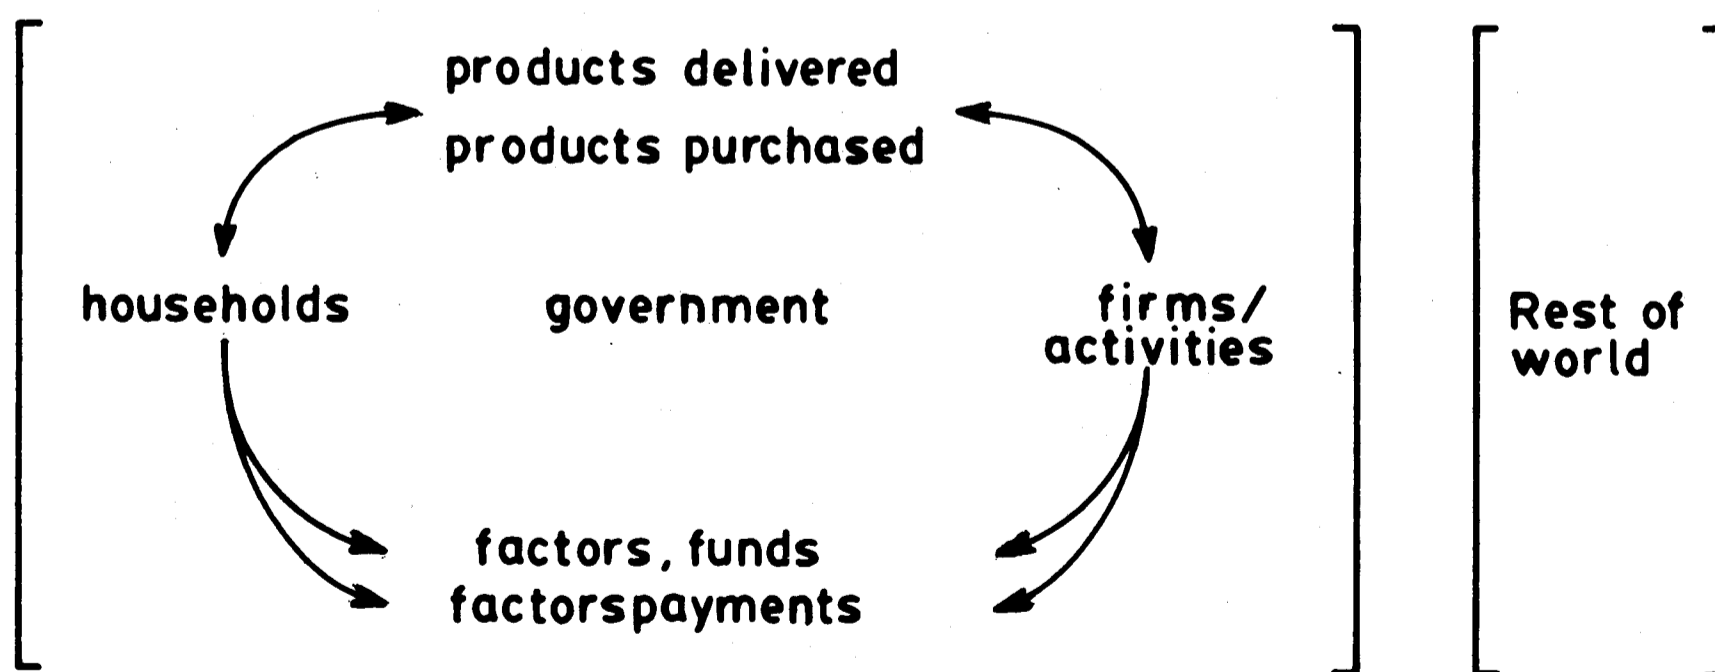 products delivered
products purchased
households government firms/
activities
Rest of
world
factors, funds
factorspayments